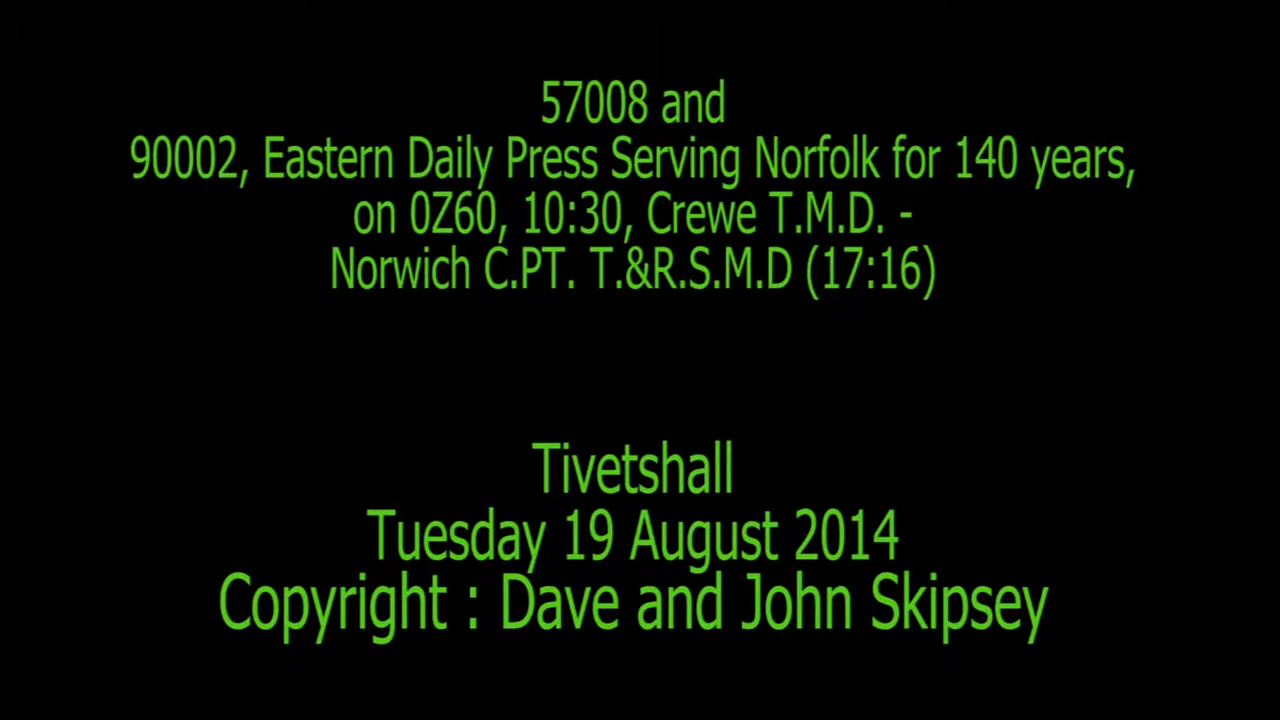 57008 and
90002, Eastern Daily Press Serving Norfolk for 140 years,
on 0Z60, 10:30, Crewe T.M.D. -
Norwich C.PT. T.&R.S.M.D (17:16)
Tivetshall
Tuesday 19 August 2014
Copyright : Dave and John Skipsey